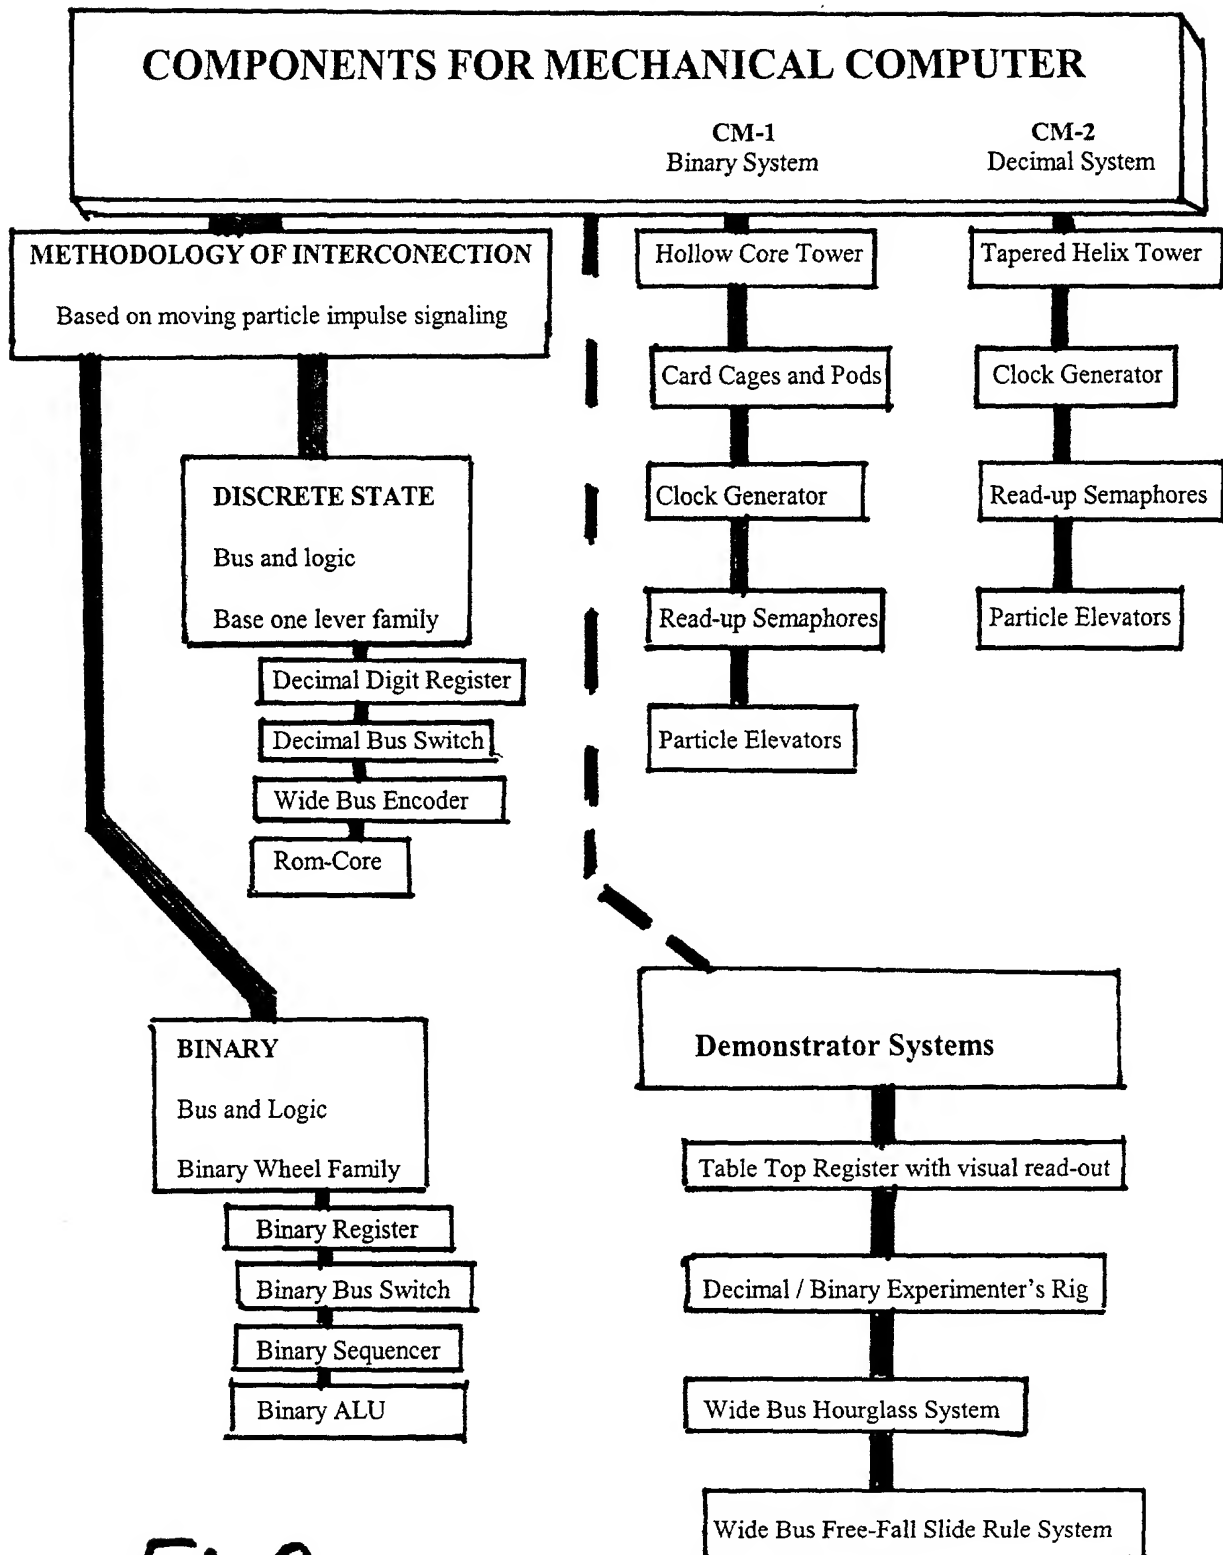 COMPONENTS FOR MECHANICAL COMPUTER
CM-1
Binary System
CM-2
Decimal System
METHODOLOGY OF INTERCONECTION
Based on moving particle impulse signaling
DISCRETE STATE
Bus and logic
Base one lever family
Decimal Digit Register
Decimal Bus Switch
Wide Bus Encoder
Rom-Core
BINARY
Bus and Logic
Binary Wheel Family
Binary Register
Binary Bus Switch
Binary Sequencer
Binary ALU
Hollow Core Tower
Card Cages and Pods
Clock Generator
Read-up Semaphores
Particle Elevators
Tapered Helix Tower
Clock Generator
Read-up Semaphores
Particle Elevators
Demonstrator Systems
Table Top Register with visual read-out
Decimal / Binary Experimenter's Rig
Wide Bus Hourglass System
Wide Bus Free-Fall Slide Rule System